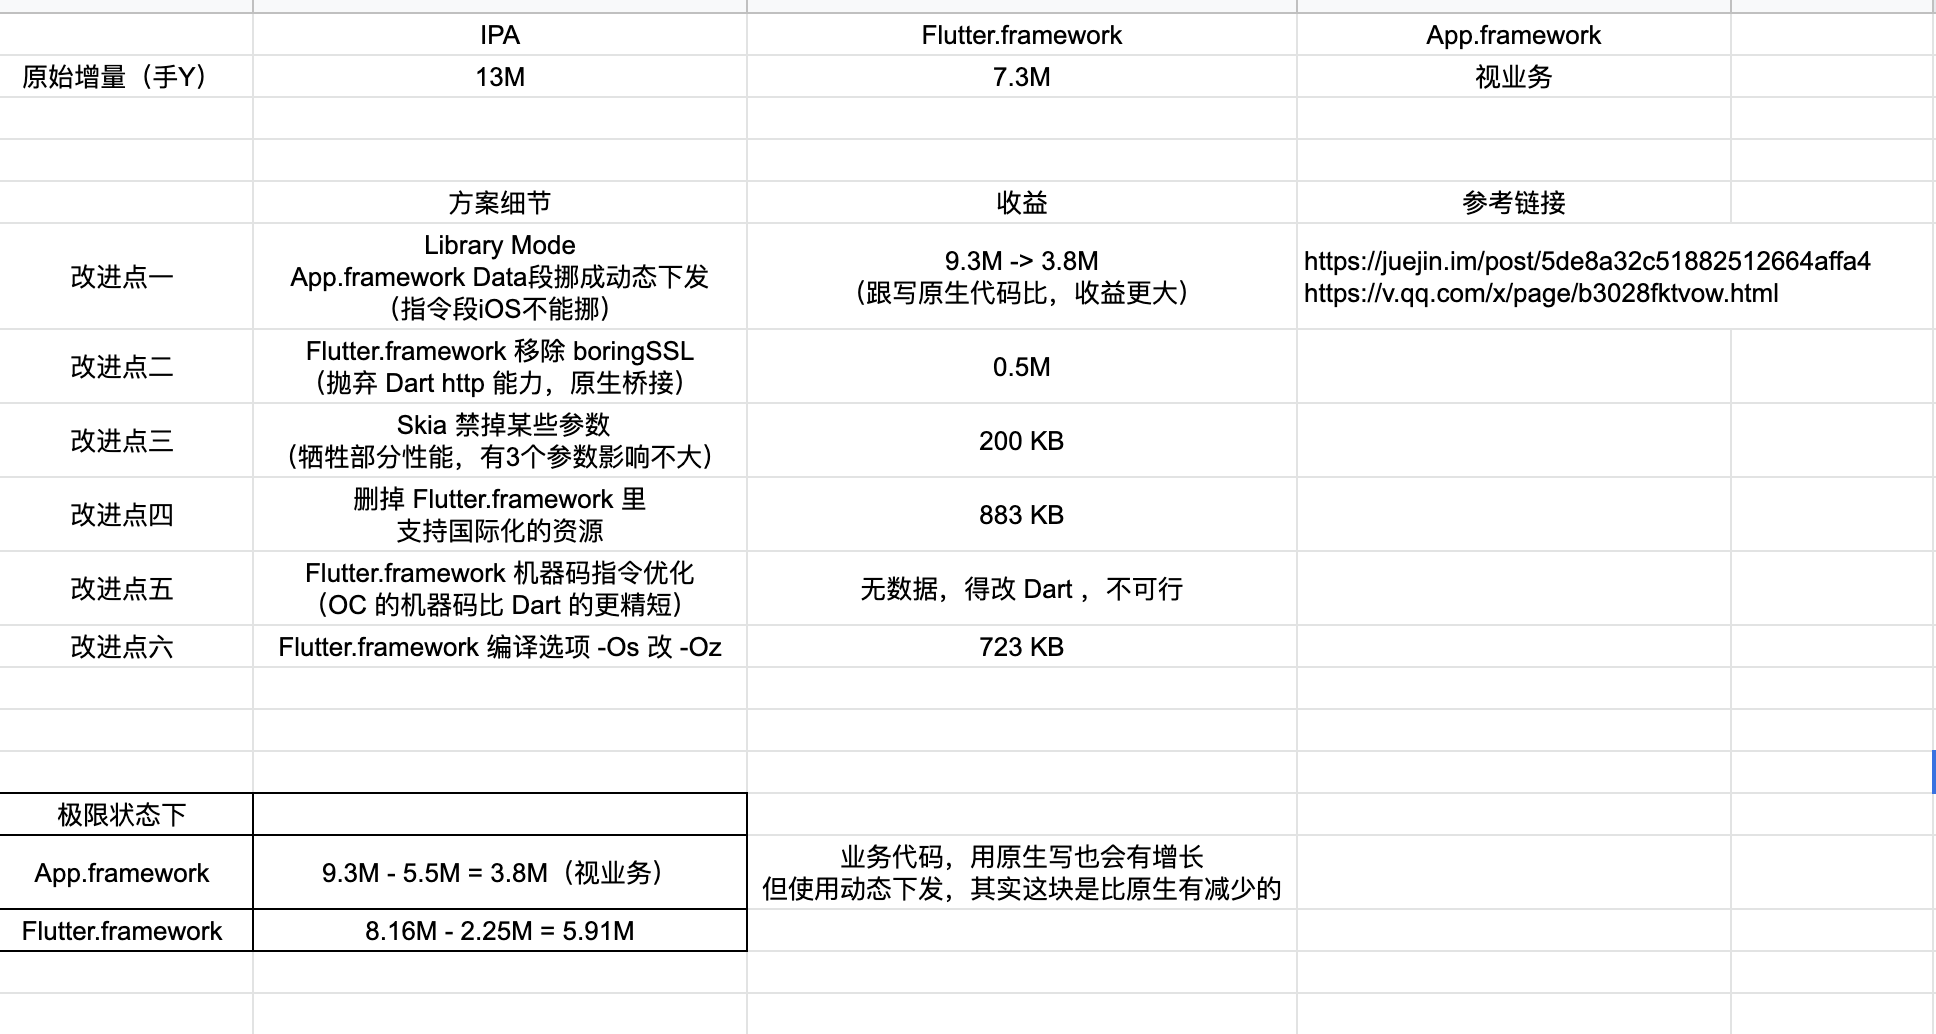 IPA
Flutter.framework
App.framework
原始增量（手Y）
13M
7.3M
视业务
方案细节
收益
参考链接
改进点一
Library Mode
App.framework Data段挪成动态下发
（指令段iOS不能挪）
9.3M -> 3.8M
（跟写原生代码比，收益更大）
https://juejin.im/post/5de8a32c51882512664affa4
https://v.qq.com/x/page/b3028fktvow.html
改进点二
Flutter.framework 移除 boringSSL
（抛弃 Dart http 能力，原生桥接）
0.5M
改进点三
Skia 禁掉某些参数
（牺牲部分性能，有3个参数影响不大）
200 KB
改进点四
删掉 Flutter.framework 里
支持国际化的资源
883 KB
改进点五
Flutter.framework 机器码指令优化
（OC 的机器码比 Dart 的更精短）
无数据，得改 Dart ，不可行
改进点六
Flutter.framework 编译选项 -Os 改 -Oz
723 KB
极限状态下
App.framework
9.3M - 5.5M = 3.8M（视业务）
业务代码，用原生写也会有增长
但使用动态下发，其实这块是比原生有减少的
Flutter.framework
8.16M - 2.25M = 5.91M